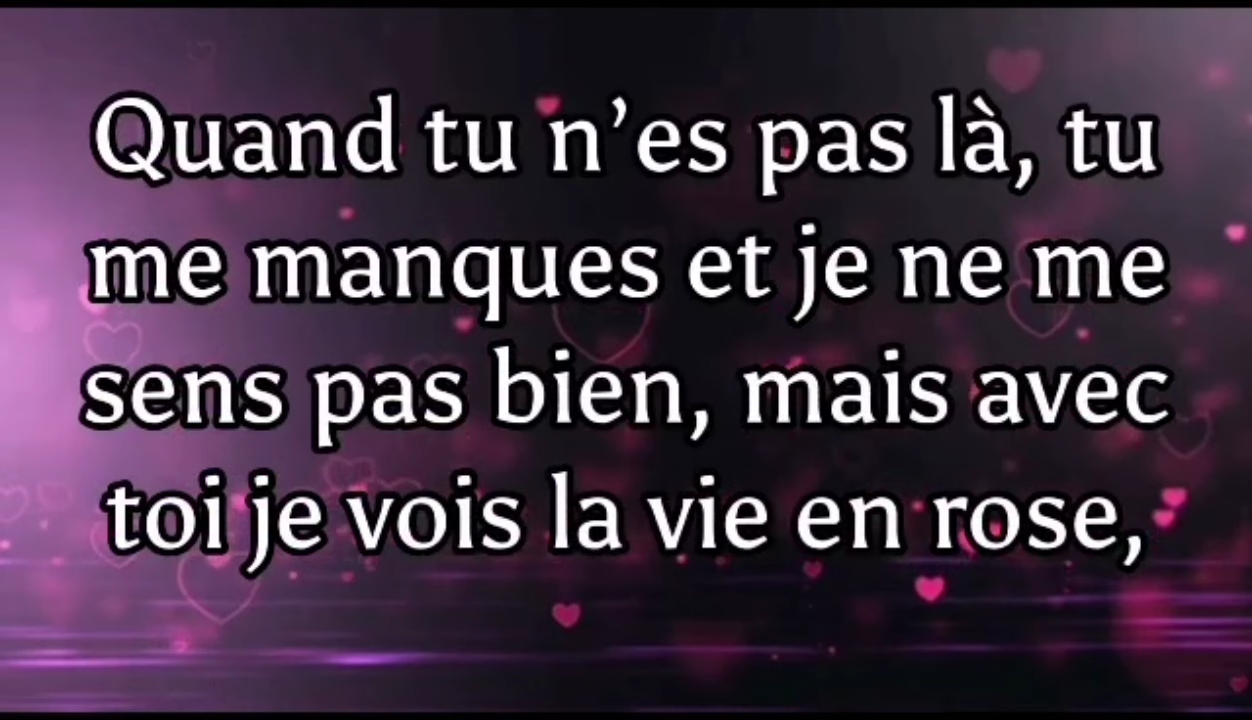 Quand tu n’es pas là, tu
me manques et je ne me
sens pas bien, mais avec
toi je vois la vie en rose,